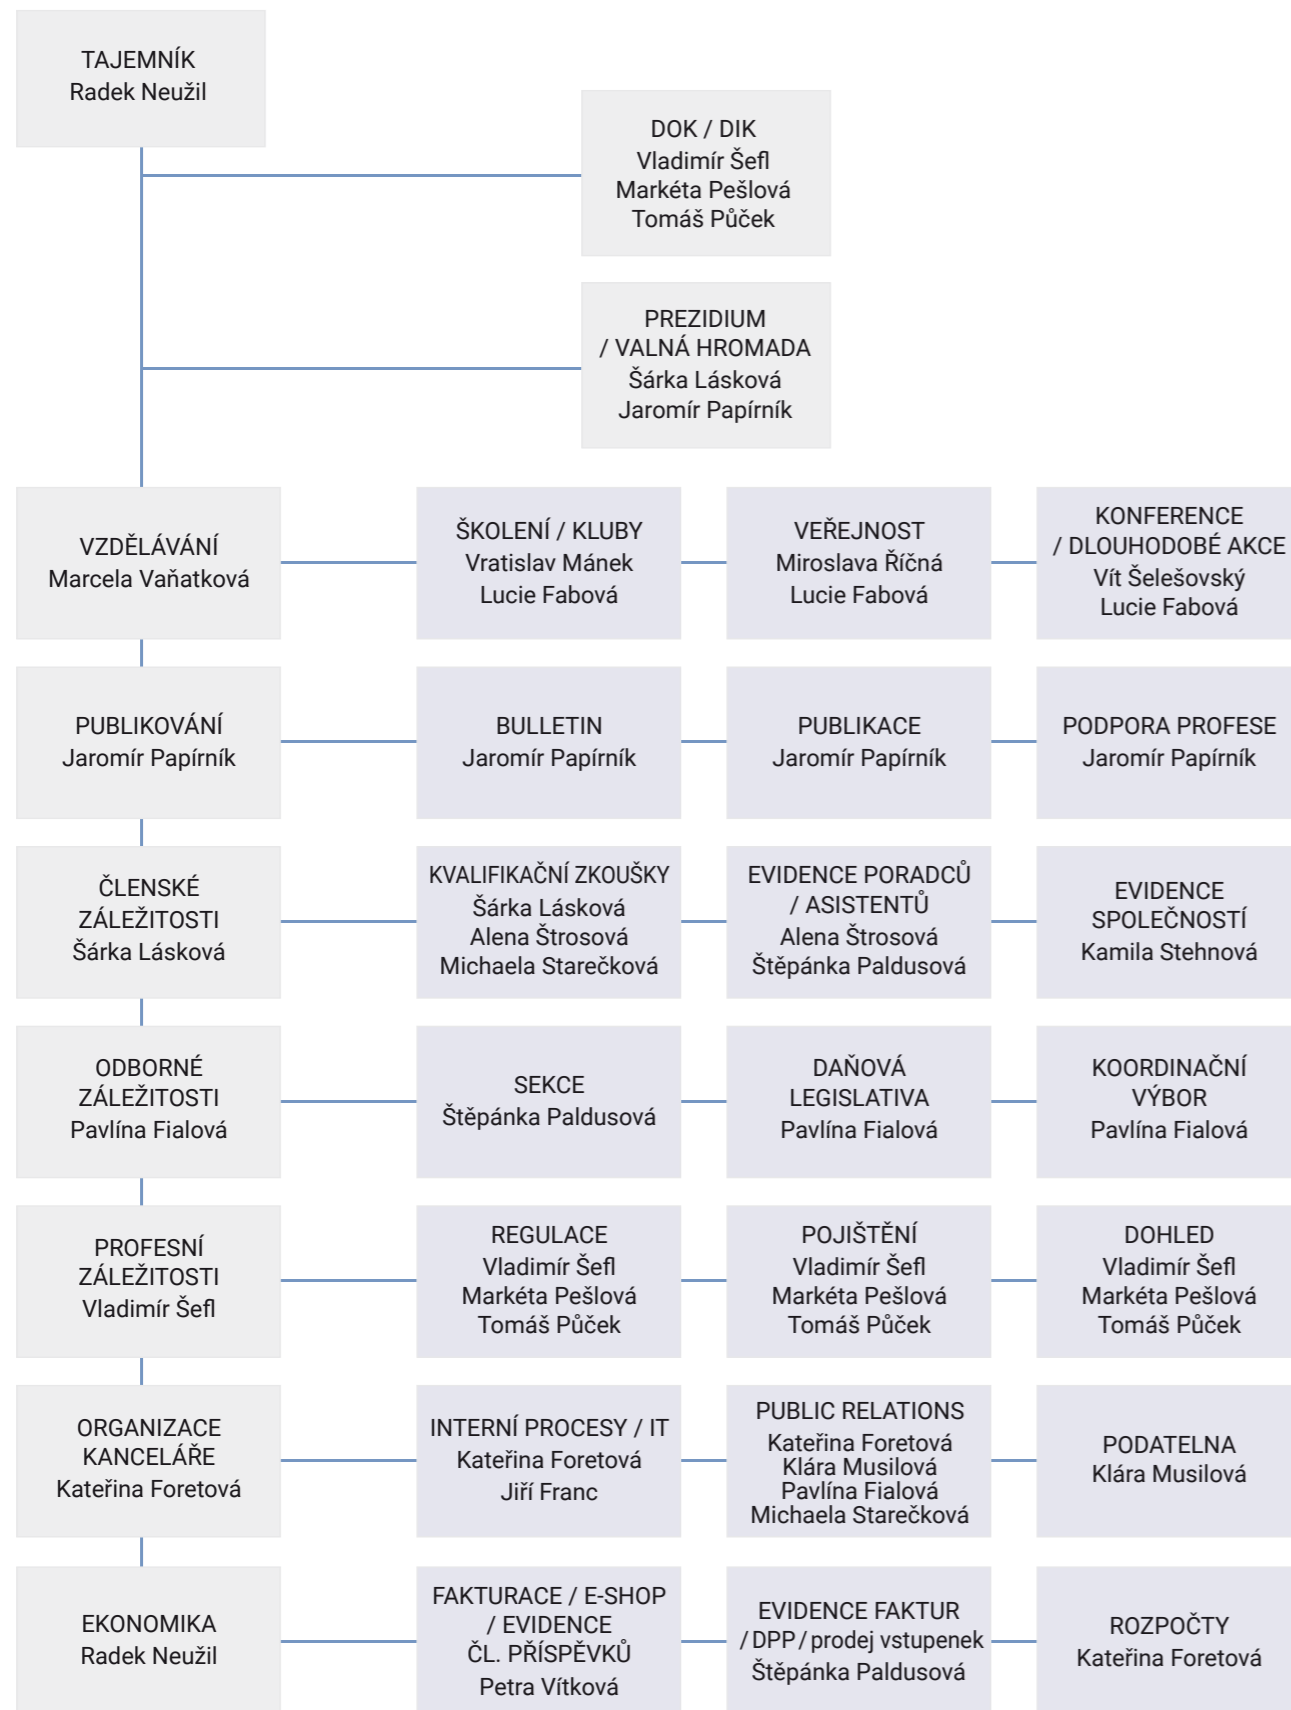 TAJEMNÍK
Radek Neužil
DOK / DIK
Vladimír Šefl
Markéta Pešlová
Tomáš Půček
PREZIDIUM
/ VALNÁ HROMADA
Šárka Lásková
Jaromír Papírník
VZDĚLÁVÁNÍ
Marcela Vaňatková
ŠKOLENÍ / KLUBY
Vratislav Mánek
Lucie Fabová
VEŘEJNOST
Miroslava Říčná
Lucie Fabová
KONFERENCE
/ DLOUHODOBÉ AKCE
Vít Šelešovský
Lucie Fabová
PUBLIKOVÁNÍ
Jaromír Papírník
BULLETIN
Jaromír Papírník
PUBLIKACE
Jaromír Papírník
PODPORA PROFESE
Jaromír Papírník
ČLENSKÉ
ZÁLEŽITOSTI
Šárka Lásková
KVALIFIKAČNÍ ZKOUŠKY
Šárka Lásková
Alena Štrosová
Michaela Starečková
EVIDENCE PORADCŮ
/ ASISTENTŮ
Alena Štrosová
Štěpánka Paldusová
EVIDENCE
SPOLEČNOSTÍ
Kamila Stehnová
ODBORNÉ
ZÁLEŽITOSTI
Pavlína Fialová
SEKCE
Štěpánka Paldusová
DAŇOVÁ
LEGISLATIVA
Pavlína Fialová
KOORDINAČNÍ
VÝBOR
Pavlína Fialová
PROFESNÍ
ZÁLEŽITOSTI
Vladimír Šefl
REGULACE
Vladimír Šefl
Markéta Pešlová
Tomáš Půček
POJIŠTĚNÍ
Vladimír Šefl
Markéta Pešlová
Tomáš Půček
DOHLED
Vladimír Šefl
Markéta Pešlová
Tomáš Půček
ORGANIZACE
KANCELÁŘE
Kateřina Foretová
INTERNÍ PROCESY / IT
Kateřina Foretová
Jiří Franc
PUBLIC RELATIONS
Kateřina Foretová
Klára Musilová
Pavlína Fialová
Michaela Starečková
PODATELNA
Klára Musilová
EKONOMIKA
Radek Neužil
FAKTURACE / E-SHOP
/ EVIDENCE
ČL. PŘÍSPĚVKŮ
Petra Vítková
EVIDENCE FAKTUR
/ DPP / prodej vstupenek
Štěpánka Paldusová
ROZPOČTY
Kateřina Foretová